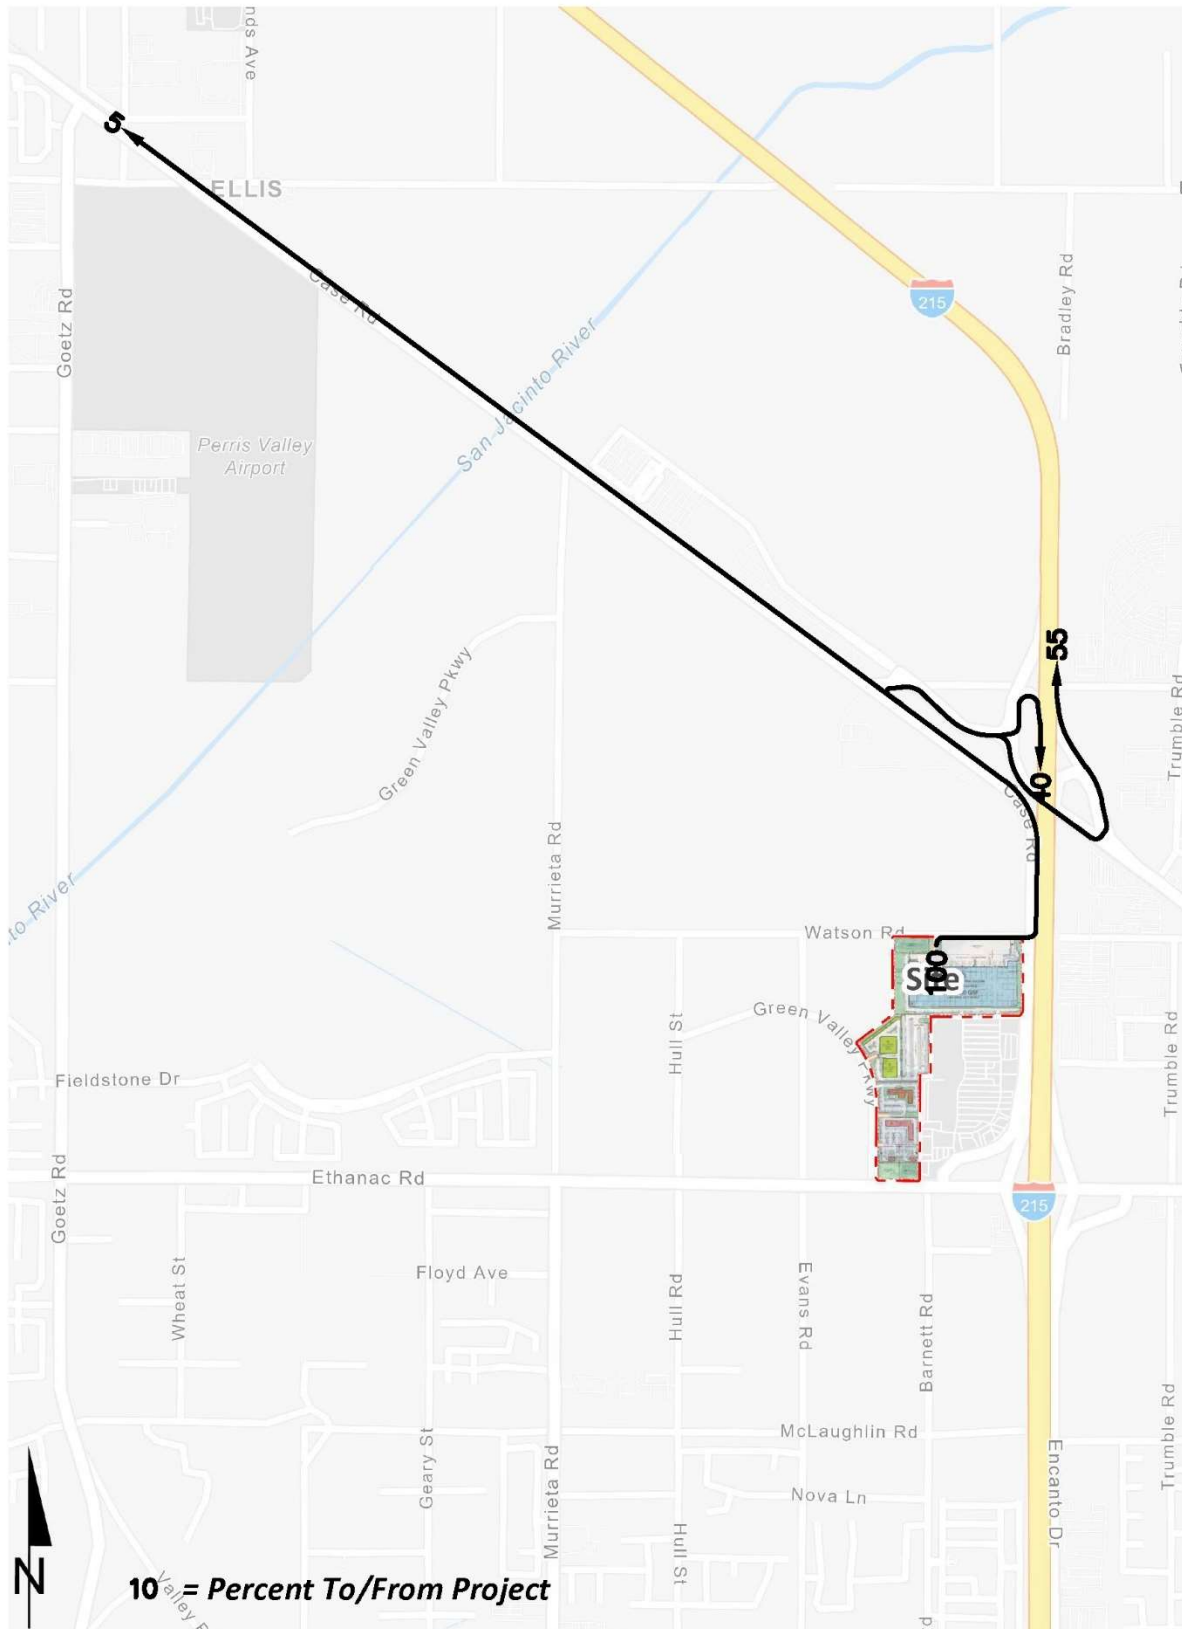 nds Ave
5
ELLIS
Case Rd
215
Bradley Rd
Goetz Rd
San Jacinto River
Perris Valley
Airport
55
Trumble Rd
Green Valley Pkwy
40
Case Rd
Murrieta Rd
to River
Watson Rd
100
Site
Green Valley Pkwy
Hull St
Trumble Rd
Fieldstone Dr
Ethanac Rd
Goetz Rd
215
Floyd Ave
Wheat St
Hull Rd
Evans Rd
Barnett Rd
McLaughlin Rd
Trumble Rd
Geary St
Murrieta Rd
Nova Ln
Encanto Dr
Hull St
N
10 = Percent To/From Project
Valley
d